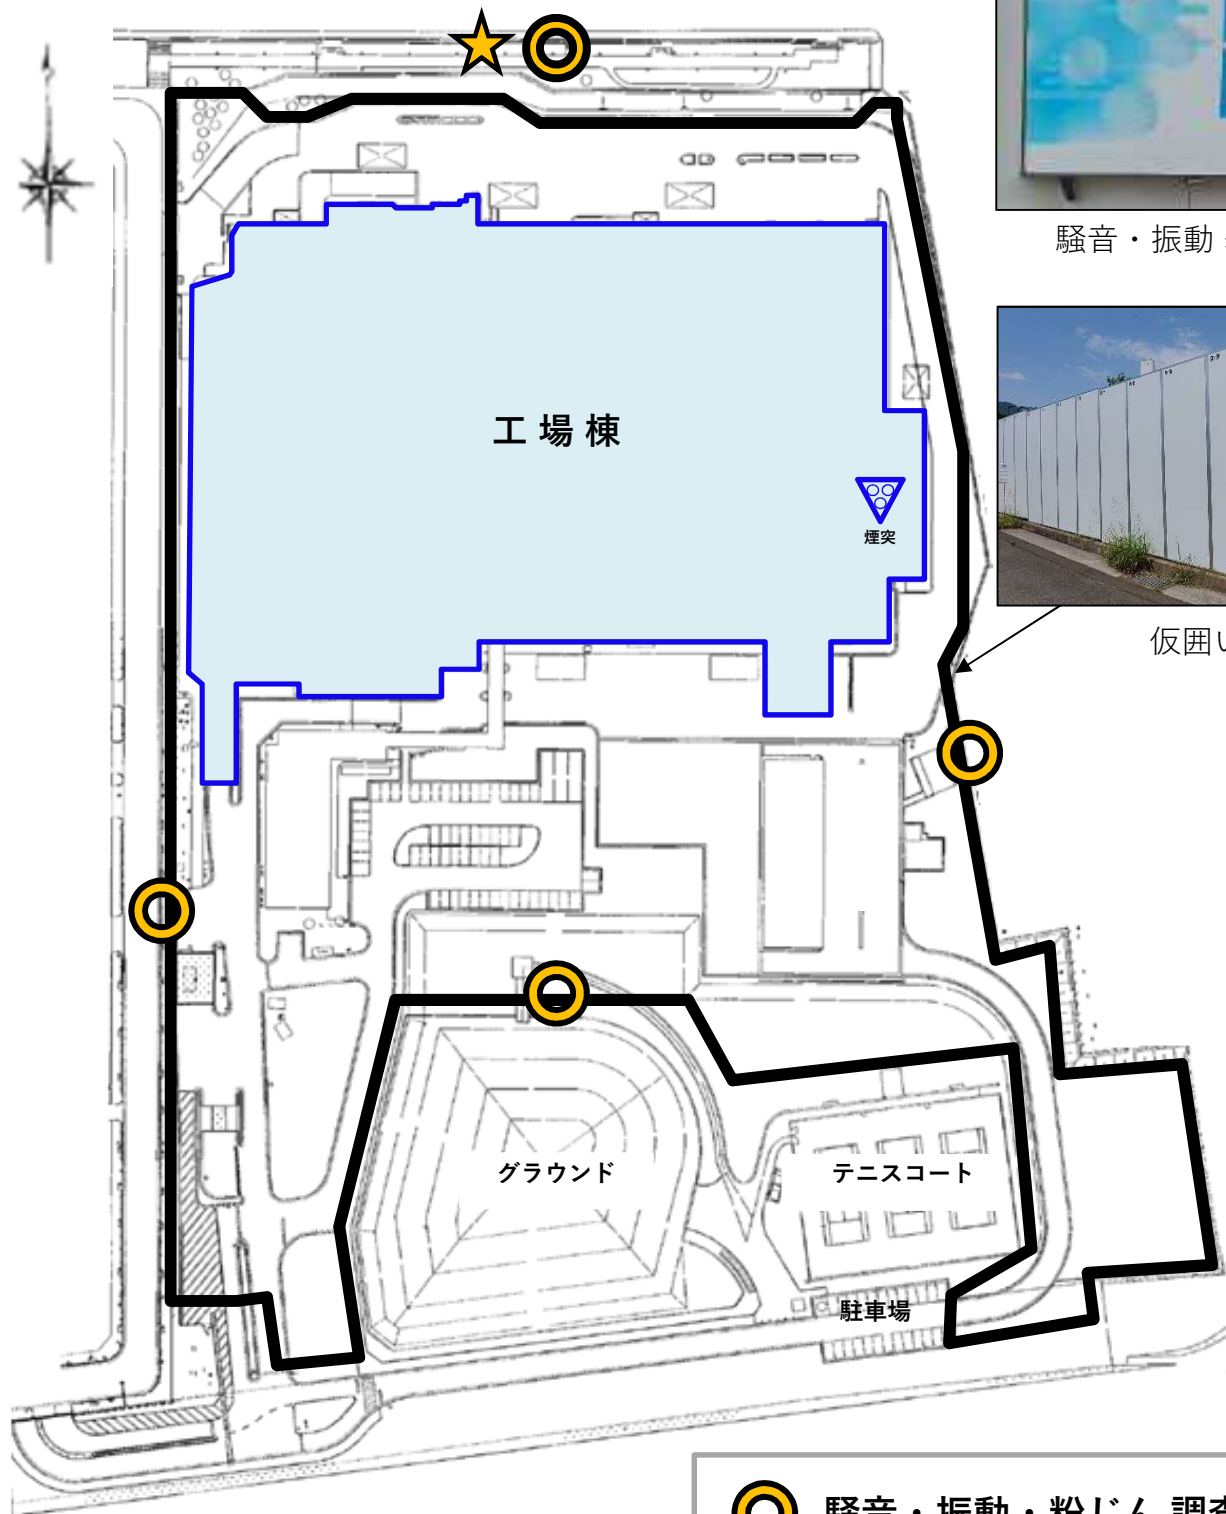 騒音・振動
工場棟
煙突
仮囲い
グラウンド
テニスコート
駐車場
騒音・振動・粉じん 調査